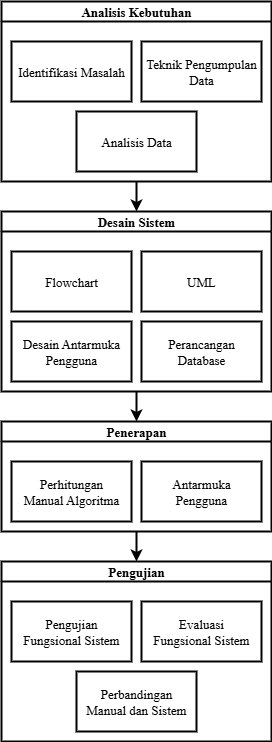 Analisis Kebutuhan
Identifikasi Masalah
Teknik Pengumpulan
Data
Analisis Data
Desain Sistem
Flowchart
UML
Desain Antarmuka
Pengguna
Perancangan
Database
Penerapan
Perhitungan
Manual Algoritma
Antarmuka
Pengguna
Pengujian
Pengujian
Fungsional Sistem
Evaluasi
Fungsional Sistem
Perbandingan
Manual dan Sistem